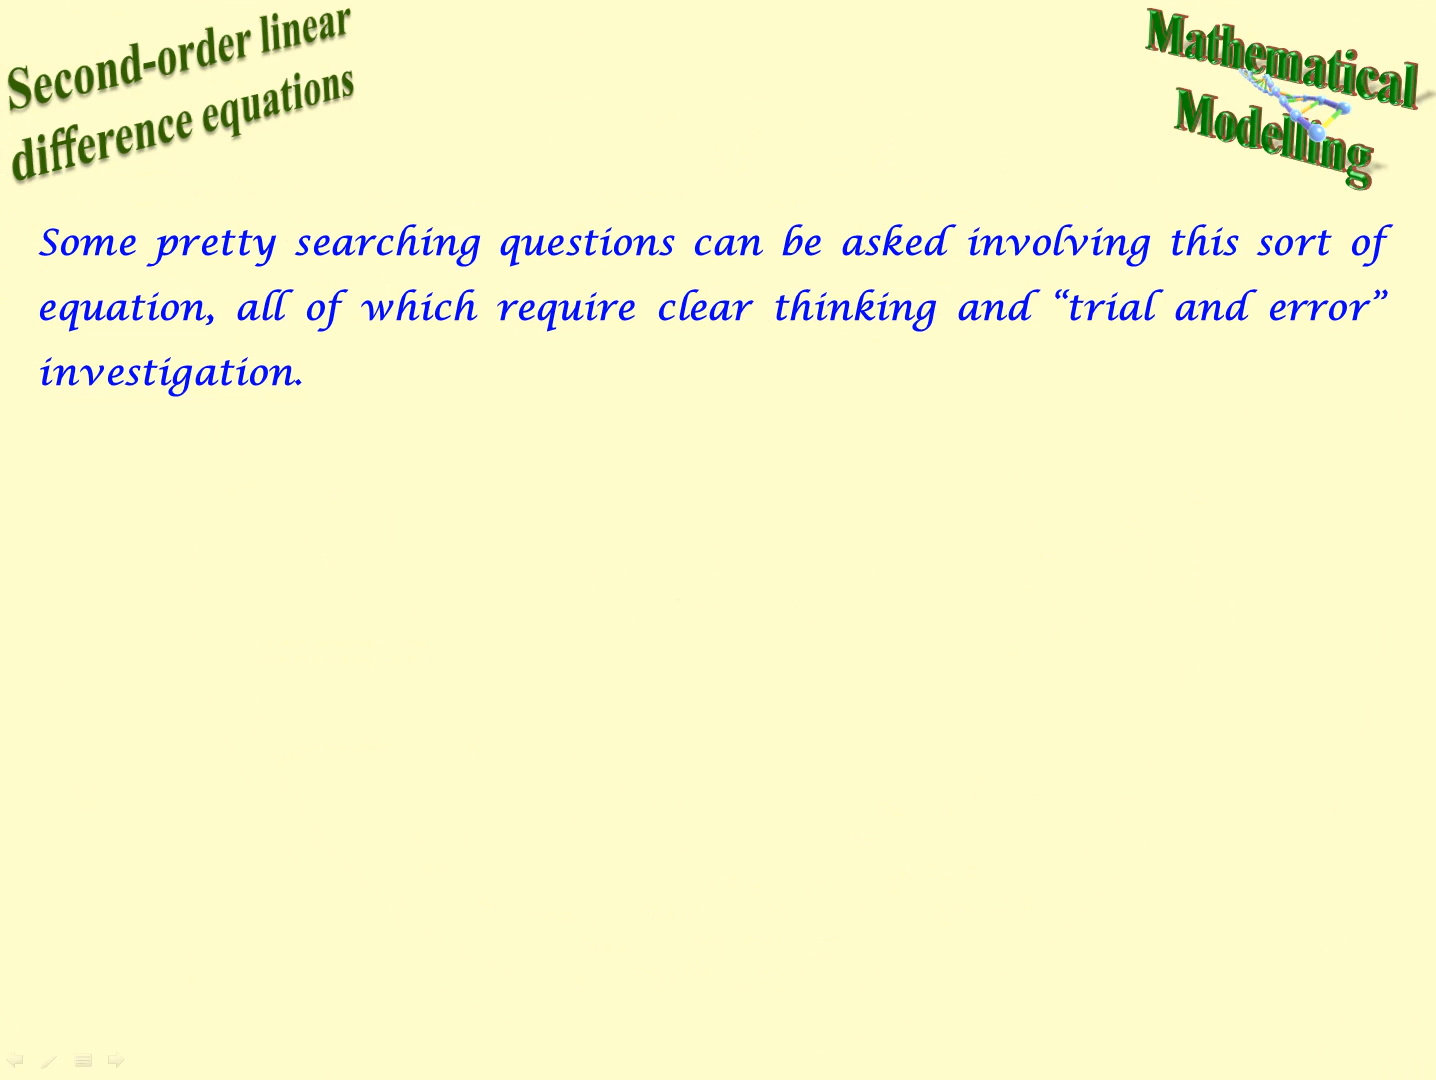 Second-order linear
difference equations
Mathematical
Modelling
Some pretty searching questions can be asked involving this sort of
equation, all of which require clear thinking and “trial and error”
investigation.